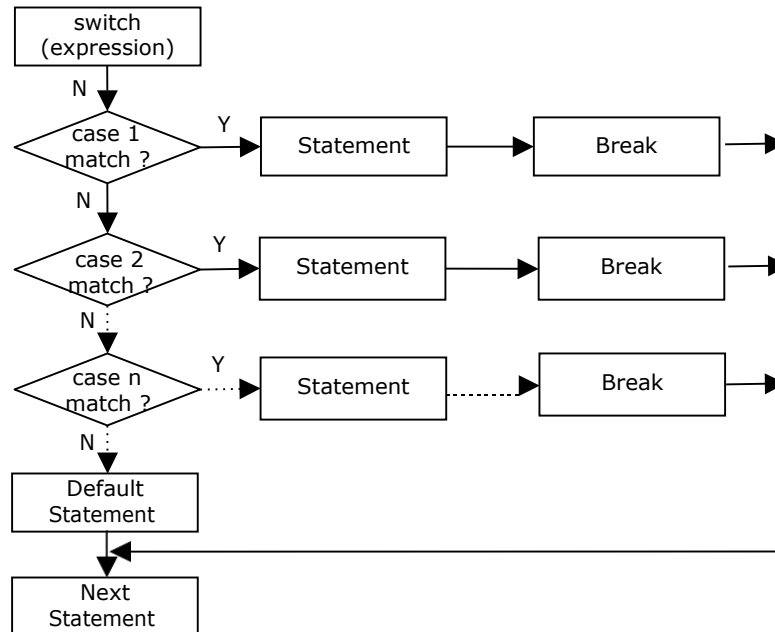 switch
(expression)
N
case 1
match ?
Y
Statement
Break
N
case 2
match ?
Y
Statement
Break
N
case n
match ?
Y
Statement
Break
N
Default
Statement
Next
Statement